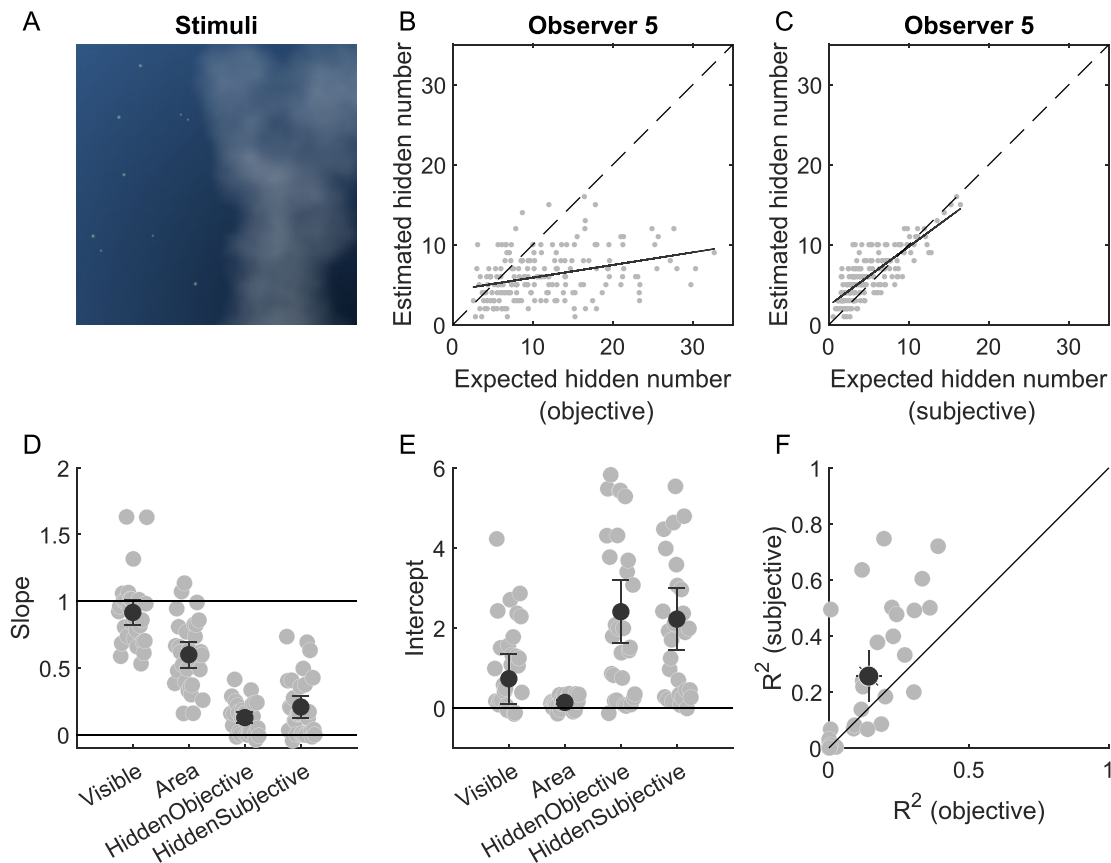 A
Stimuli
B
Observer 5
Estimated hidden number
30
20
10
0
0
10
20
30
Expected hidden number
(objective)
C
Observer 5
Estimated hidden number
30
20
10
0
0
10
20
30
Expected hidden number
(subjective)
D
Slope
2
1.5
1
0.5
0
Visible
Area
HiddenObjective
HiddenSubjective
E
Intercept
6
4
2
0
Visible
Area
HiddenObjective
HiddenSubjective
F
R² (subjective)
1
0.8
0.6
0.4
0.2
0
0
0.5
1
R² (objective)